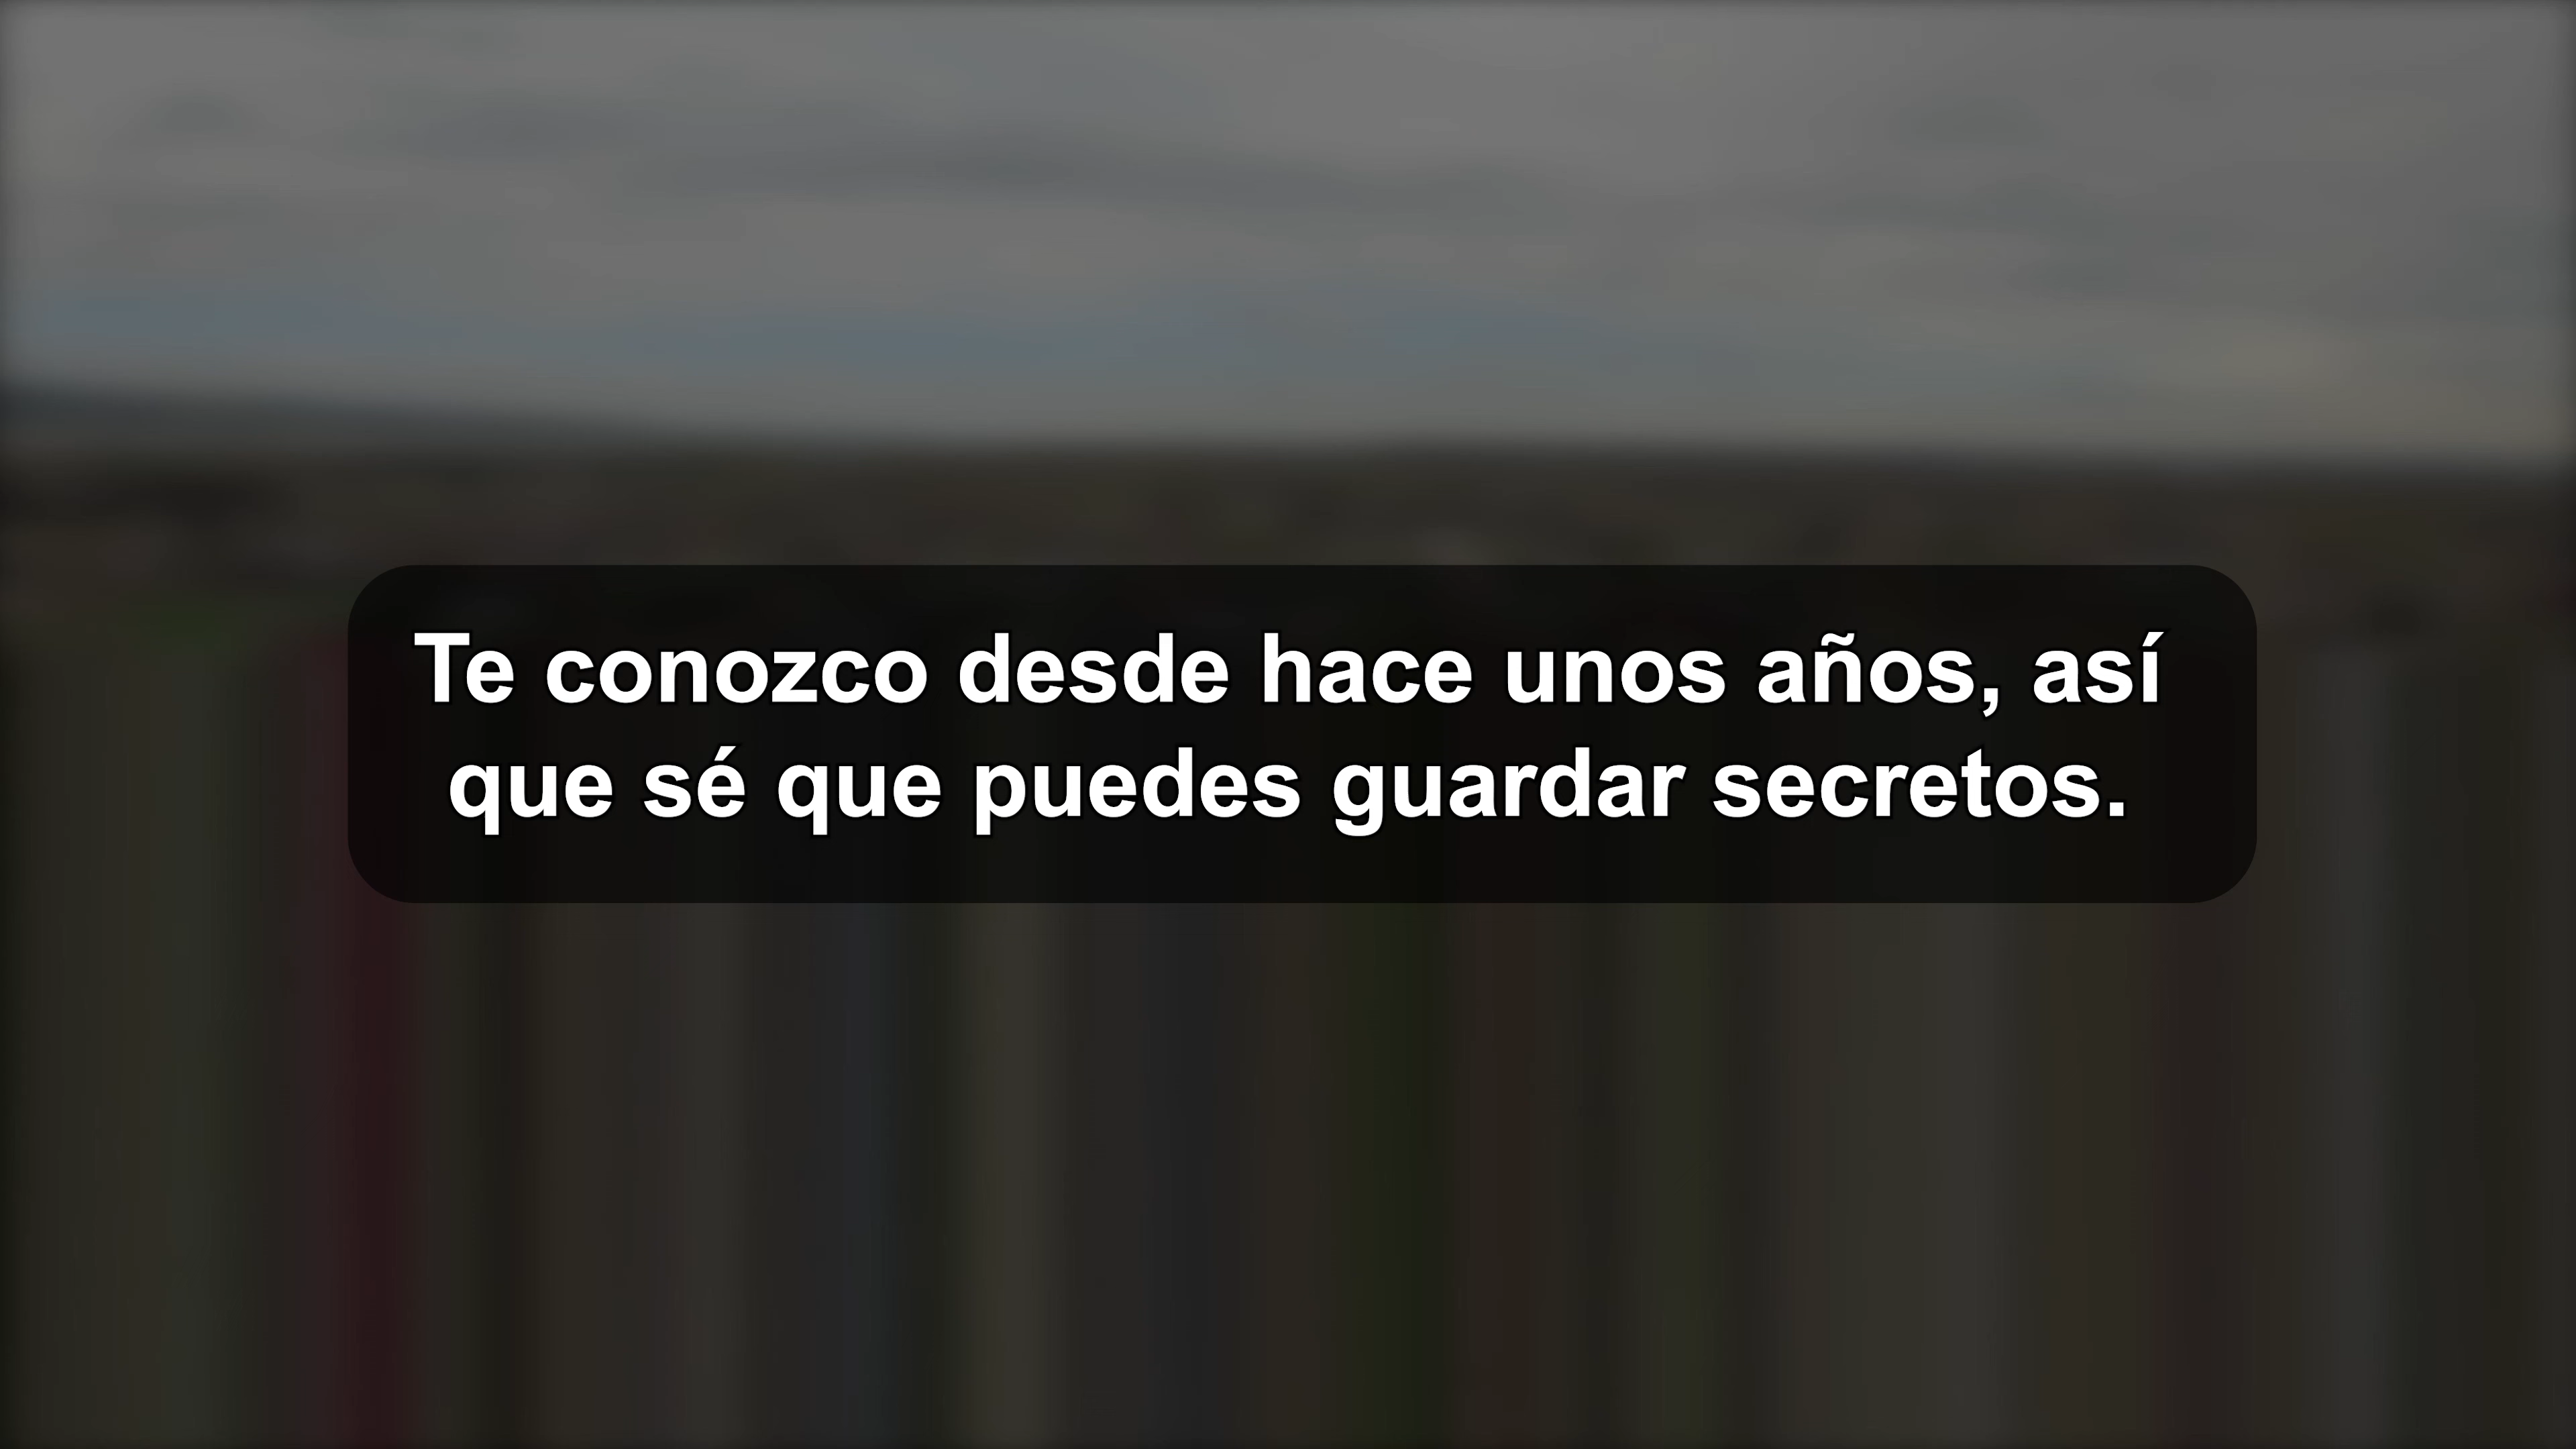 Te conozco desde hace unos años, así
que sé que puedes guardar secretos.